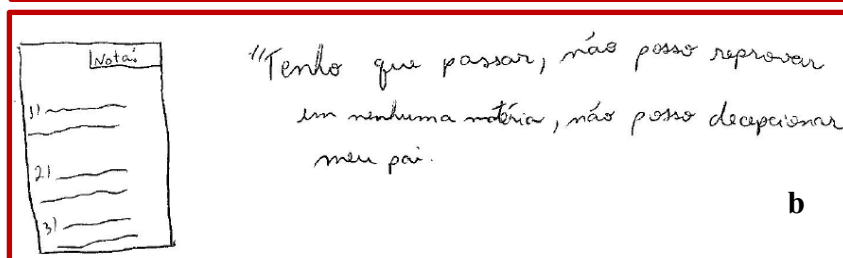 Nota:
1)
2)
3)
"Tenho que passar, não posso reprovar
em nenhuma matéria, não posso decepcionar
meu pai.
b